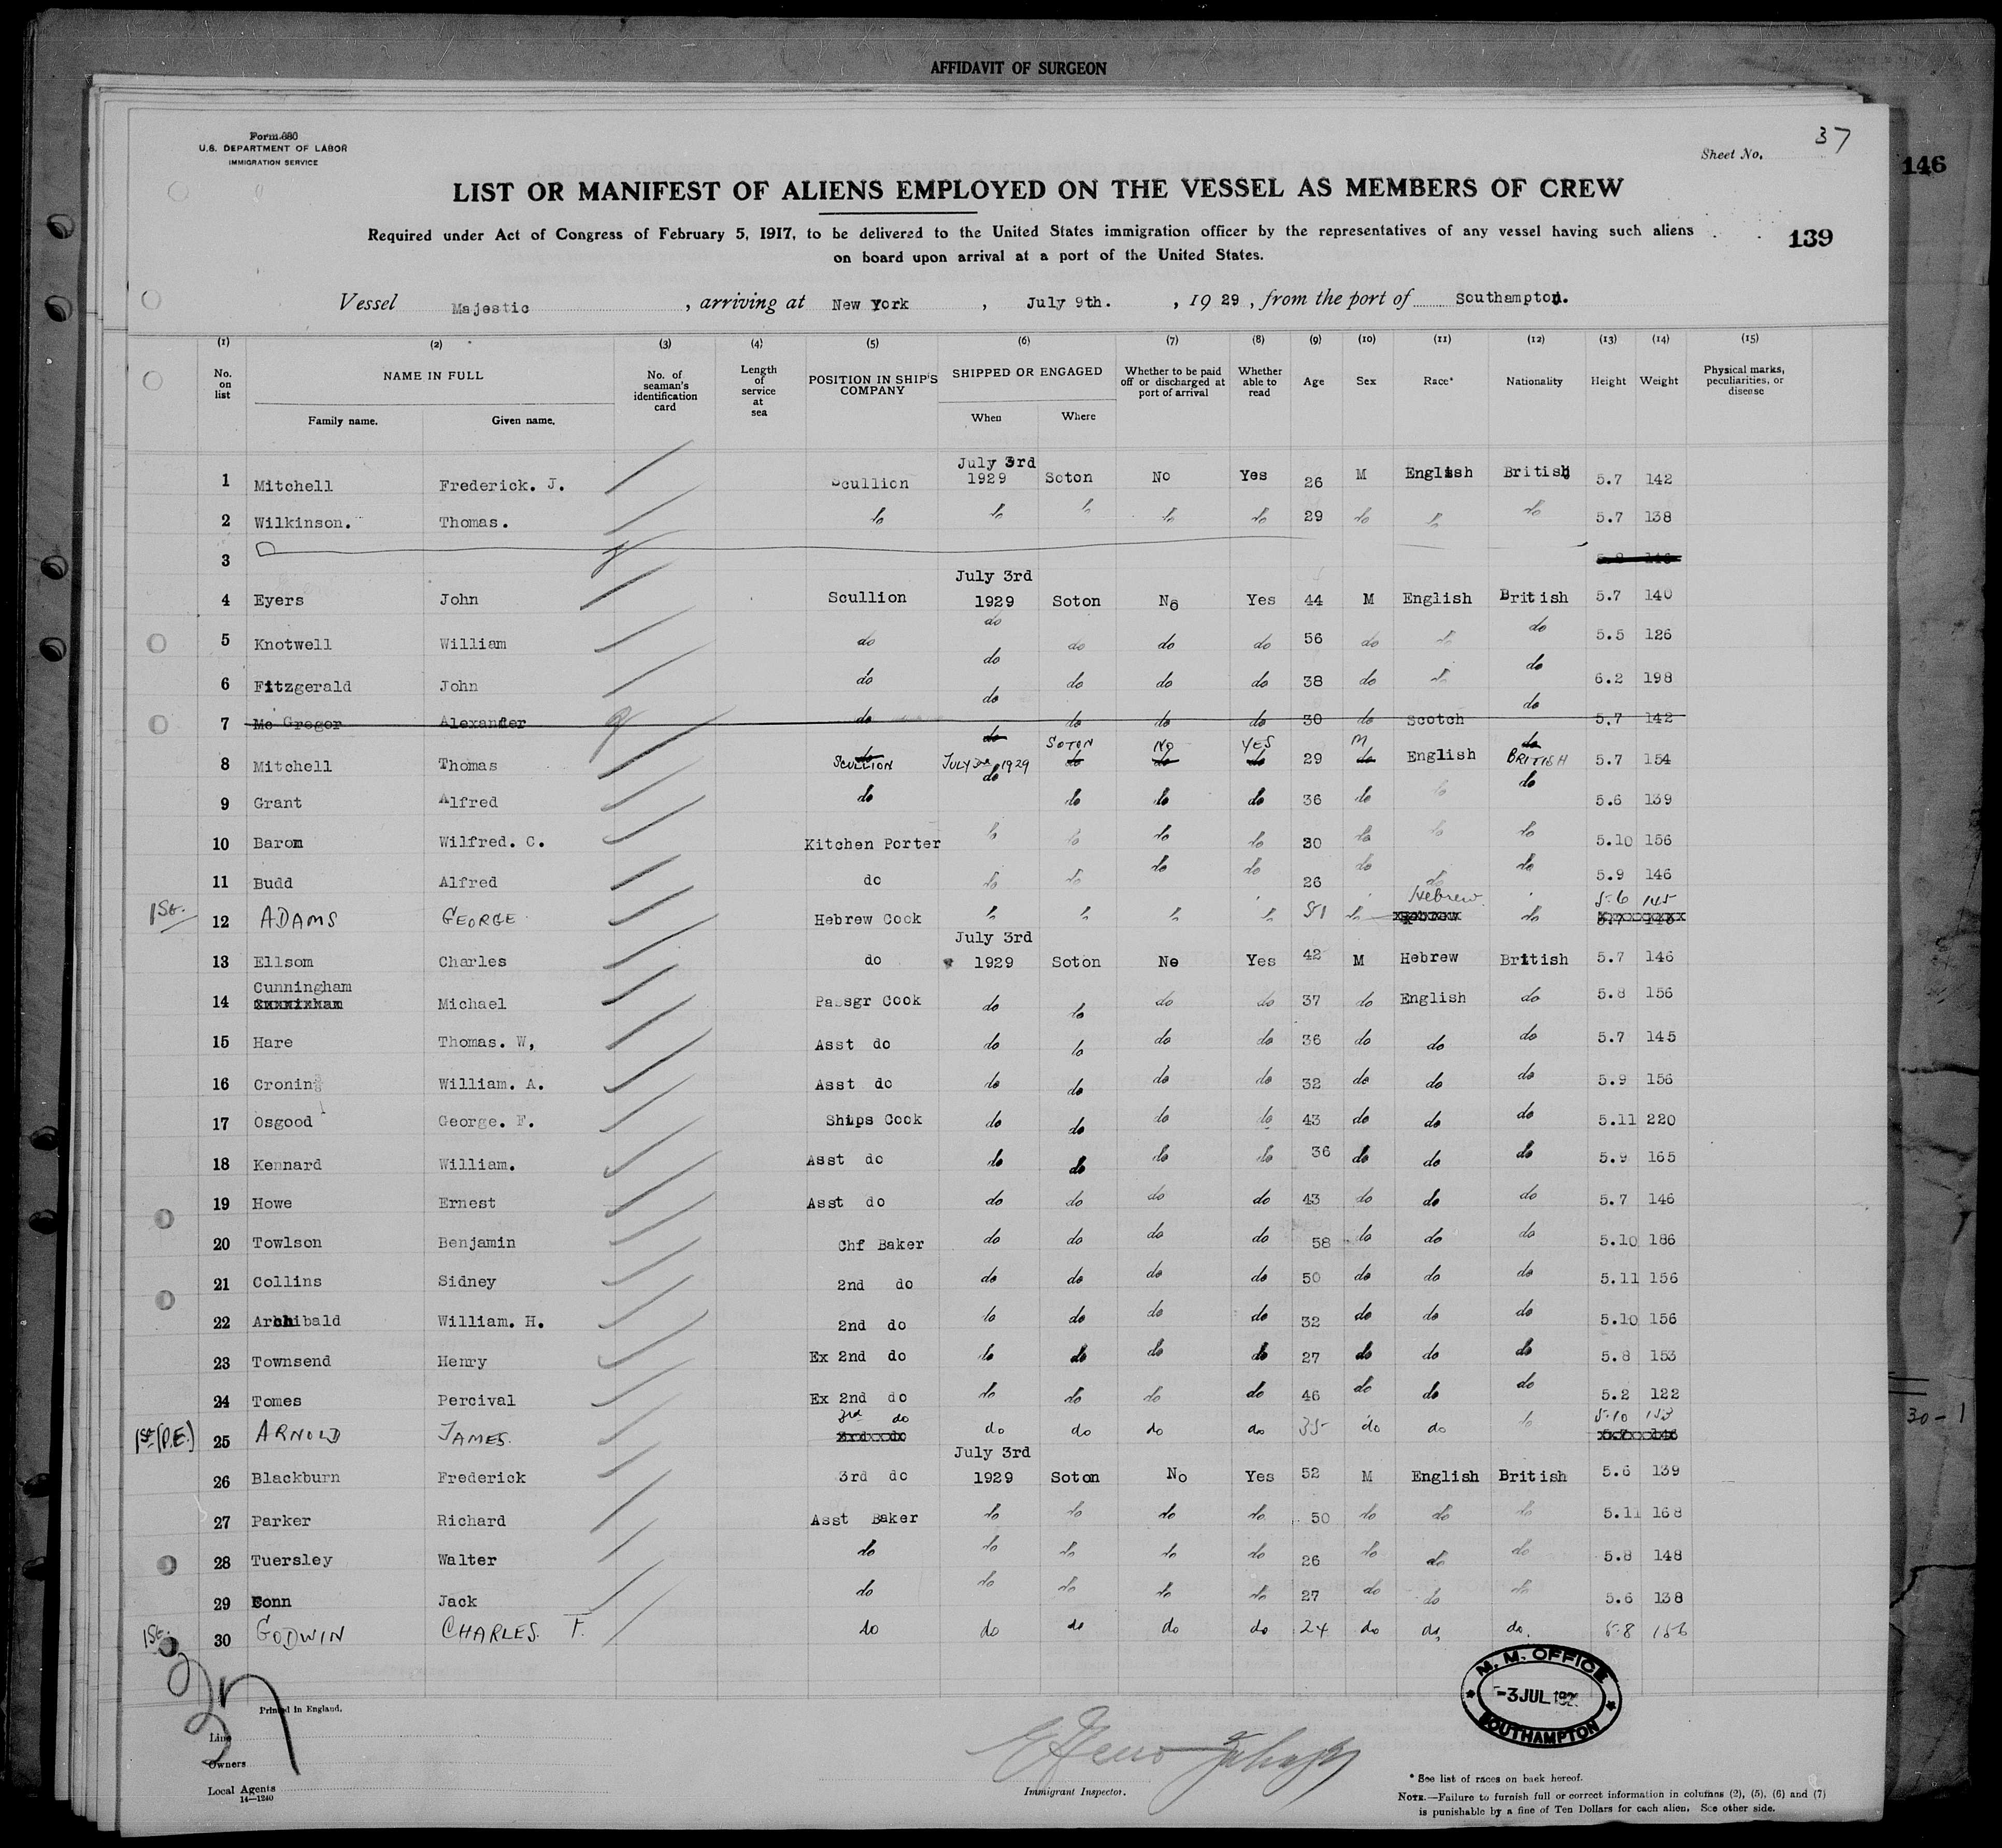 AFFIDAVIT OF SURGEON
Form 680
U.S. DEPARTMENT OF LABOR
IMMIGRATION SERVICE
Sheet No. 37
146
LIST OR MANIFEST OF ALIENS EMPLOYED ON THE VESSEL AS MEMBERS OF CREW
Required under Act of Congress of February 5, 1917, to be delivered to the United States immigration officer by the representatives of any vessel having such aliens
on board upon arrival at a port of the United States.
139
Vessel Majestic, arriving at New York, July 9th., 1929, from the port of Southampton.
(1) (2) (3) (4) (5) (6) (7) (8) (9) (10) (11) (12) (13) (14) (15)
No. on list NAME IN FULL No. of seaman's identification card Length of service at sea POSITION IN SHIP'S COMPANY SHIPPED OR ENGAGED Whether to be paid off or discharged at port of arrival Whether able to read Age Sex Race* Nationality Height Weight Physical marks, peculiarities, or disease
Family name. Given name. When Where
1 Mitchell Frederick. J. Scullion July 3rd 1929 Soton No Yes 26 M English British 5.7 142
2 Wilkinson. Thomas. do do do do do 29 do do do 5.7 138
3
4 Eyers John Scullion July 3rd 1929 Soton No Yes 44 M English British 5.7 140
5 Knotwell William do do do do do 56 do do do 5.5 126
6 Fitzgerald John do do do do do 38 do do do 6.2 198
7 Mc Gregor Alexander do do do do do 30 do Scotch do 5.7 142
8 Mitchell Thomas SCULLION JULY 3RD 1929 SOTON NO YES 29 M English BRITISH 5.7 154
9 Grant Alfred do do do do do 36 do do do 5.6 139
10 Barom Wilfred. C. Kitchen Porter do do do do 30 do do do 5.10 156
11 Budd Alfred do do do do do 26 do do do 5.9 146
1St. 12 ADAMS GEORGE Hebrew Cook do do do do 51 do Hebrew do 5.6 145
13 Ellsom Charles do July 3rd 1929 Soton No Yes 42 M Hebrew British 5.7 146
14 Cunningham Michael Passgr Cook do do do do 37 do English do 5.8 156
15 Hare Thomas. W, Asst do do do do do 36 do do do 5.7 145
16 Cronin William. A. Asst do do do do do 32 do do do 5.9 156
17 Osgood George. F. Ships Cook do do do do 43 do do do 5.11 220
18 Kennard William. Asst do do do do do 36 do do do 5.9 165
19 Howe Ernest Asst do do do do do 43 do do do 5.7 146
20 Towlson Benjamin Chf Baker do do do do 58 do do do 5.10 186
21 Collins Sidney 2nd do do do do do 50 do do do 5.11 156
22 Archibald William. H. 2nd do do do do do 32 do do do 5.10 156
23 Townsend Henry Ex 2nd do do do do do 27 do do do 5.8 153
24 Tomes Percival Ex 2nd do do do do do 46 do do do 5.2 122
1St (P.E.) 25 ARNOLD JAMES. 3rd do do do do do 35 do do do 5.10 153
26 Blackburn Frederick 3rd do July 3rd 1929 Soton No Yes 52 M English British 5.6 139
27 Parker Richard Asst Baker do do do do 50 do do do 5.11 168
28 Tuersley Walter do do do do do 26 do do do 5.8 148
29 Conn Jack do do do do do 27 do do do 5.6 138
1St. 30 GODWIN CHARLES. F. do do do do do 24 do do do. 5.8 156
30-1
37
Printed in England.
Line
Owners
Local Agents
14—1240
Immigrant Inspector.
M. M. OFFICE
-3 JUL 192
SOUTHAMPTON
* See list of races on back hereof.
NOTE.—Failure to furnish full or correct information in columns (2), (5), (6) and (7)
is punishable by a fine of Ten Dollars for each alien. See other side.